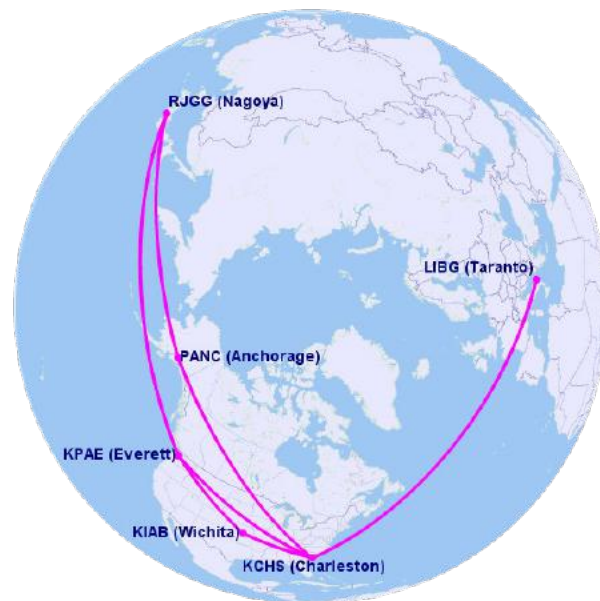 RJGG (Nagoya)
LIBG (Taranto)
PANC (Anchorage)
KPAE (Everett)
KIAB (Wichita)
KCHS (Charleston)